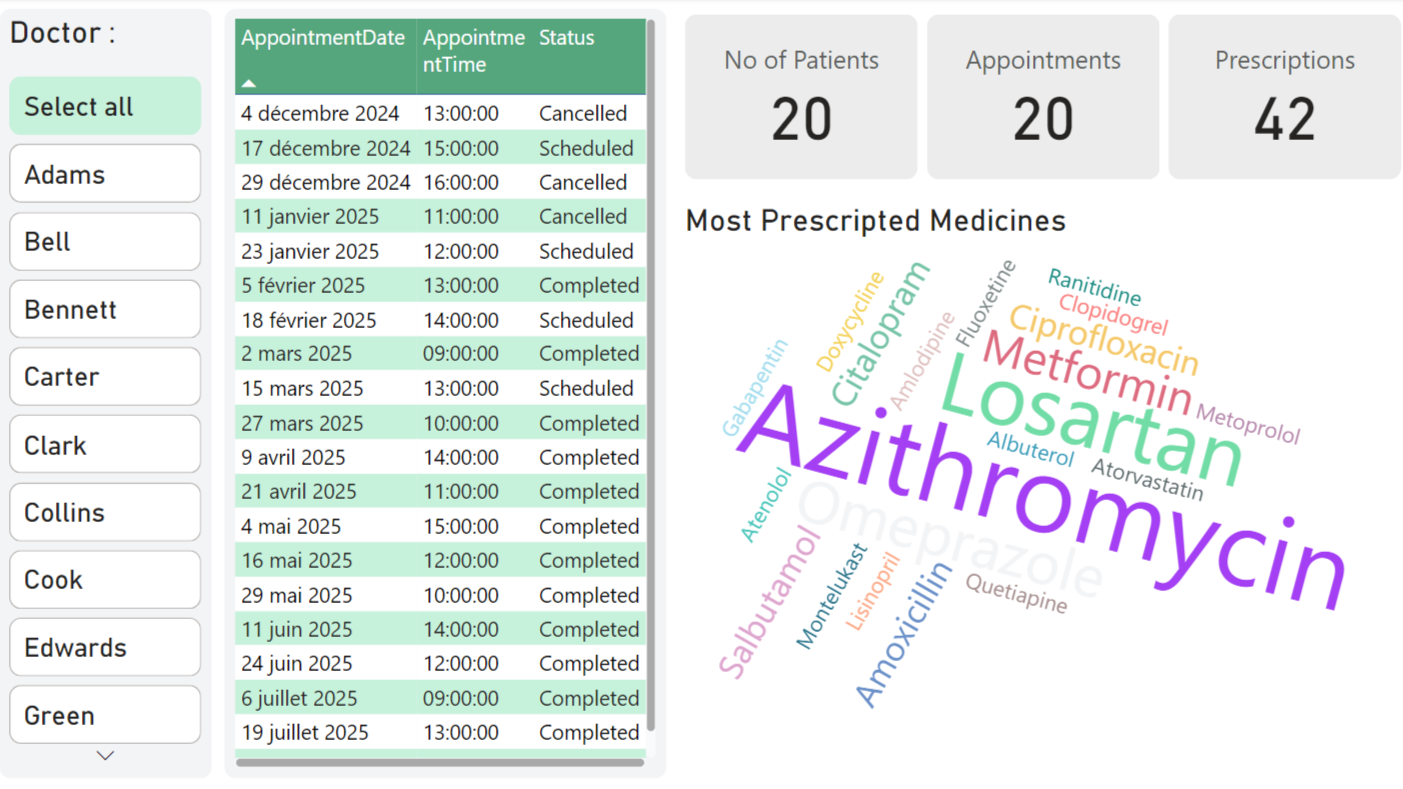 Doctor :
Select all
Adams
Bell
Bennett
Carter
Clark
Collins
Cook
Edwards
Green
AppointmentDate Appointme Status
ntTime
4 décembre 2024 13:00:00 Cancelled
17 décembre 2024 15:00:00 Scheduled
29 décembre 2024 16:00:00 Cancelled
11 janvier 2025 11:00:00 Cancelled
23 janvier 2025 12:00:00 Scheduled
5 février 2025 13:00:00 Completed
18 février 2025 14:00:00 Scheduled
2 mars 2025 09:00:00 Completed
15 mars 2025 13:00:00 Scheduled
27 mars 2025 10:00:00 Completed
9 avril 2025 14:00:00 Completed
21 avril 2025 11:00:00 Completed
4 mai 2025 15:00:00 Completed
16 mai 2025 12:00:00 Completed
29 mai 2025 10:00:00 Completed
11 juin 2025 14:00:00 Completed
24 juin 2025 12:00:00 Completed
6 juillet 2025 09:00:00 Completed
19 juillet 2025 13:00:00 Completed
No of Patients
20
Appointments
20
Prescriptions
42
Most Prescripted Medicines
Gabapentin
Doxycycline
Citalopram
Amlodipine
Fluoxetine
Ranitidine
Clopidogrel
Ciprofloxacin
Metformin
Losartan
Metoprolol
Albuterol
Atorvastatin
Azithromycin
Atenolol
Omeprazole
Salbutamol
Montelukast
Lisinopril
Amoxicillin
Quetiapine